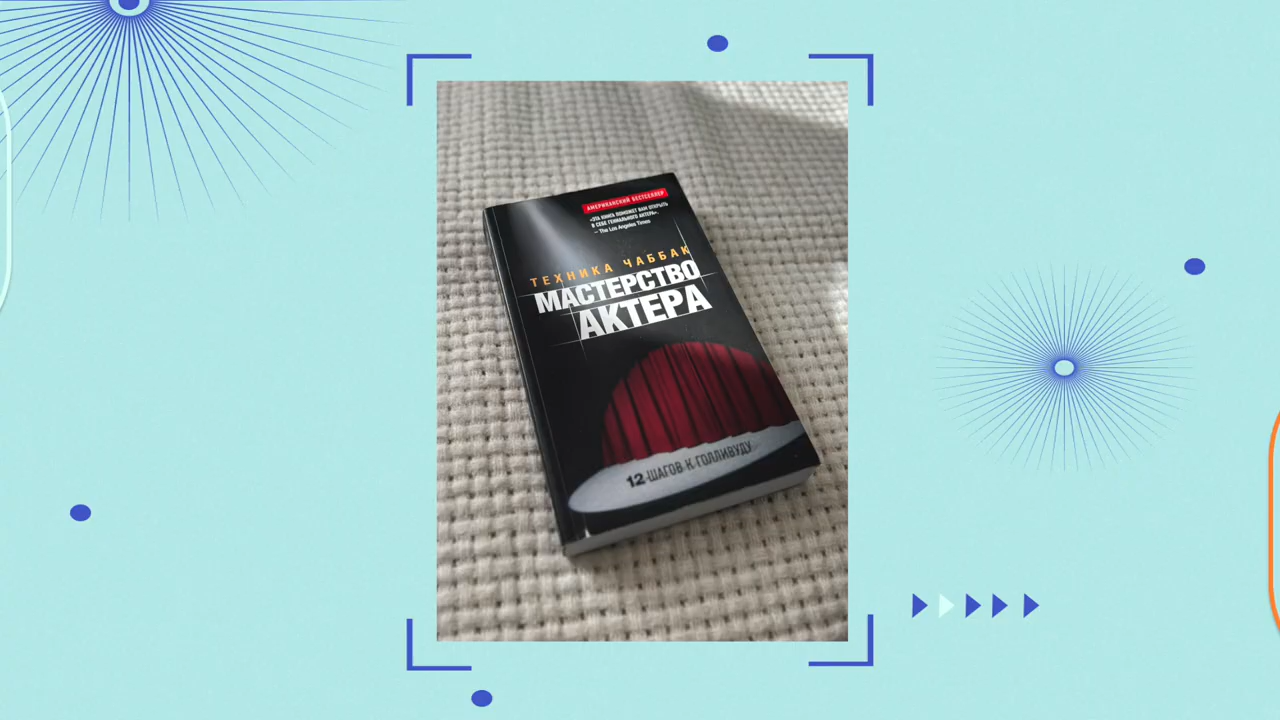 АМЕРИКАНСКИЙ БЕСТСЕЛЛЕР
«ЭТА КНИГА ПОМОЖЕТ ВАМ ОТКРЫТЬ
В СЕБЕ ГЕНИАЛЬНОГО АКТЕРА».
— The Los Angeles Times
ТЕХНИКА ЧАББАК
МАСТЕРСТВО
АКТЕРА
12 ШАГОВ К ГОЛЛИВУДУ